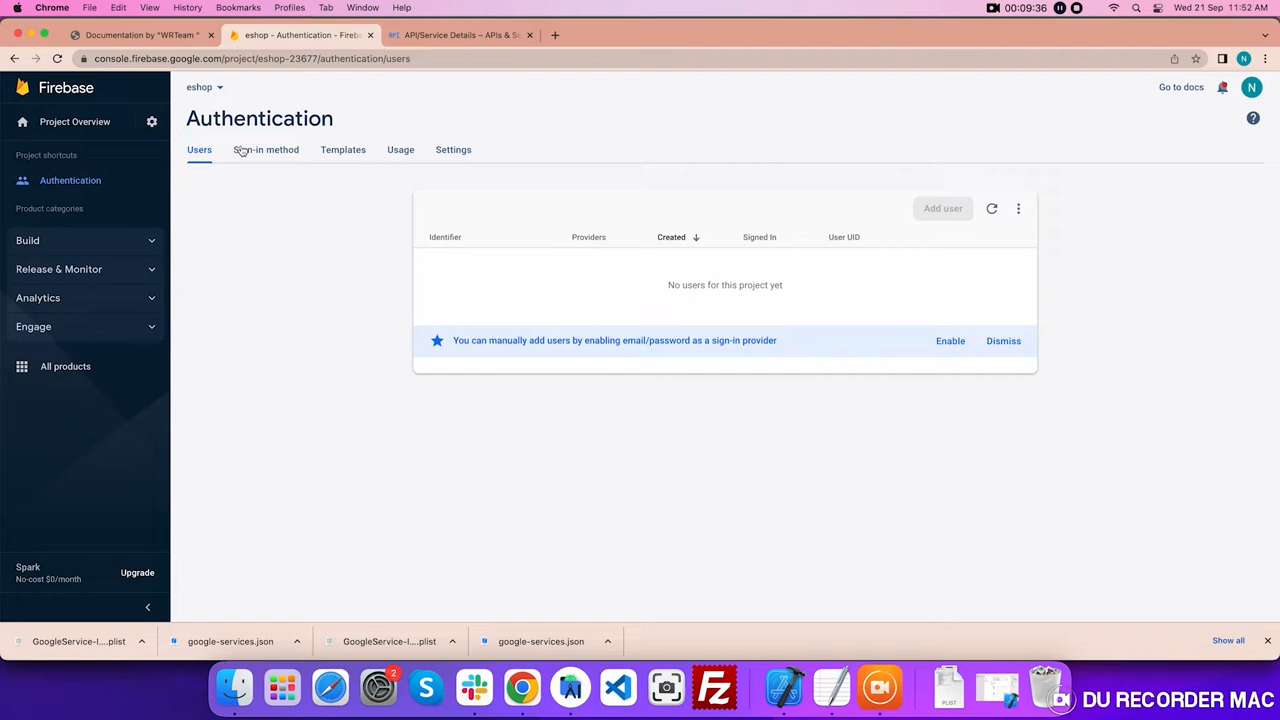 Chrome File Edit View History Bookmarks Profiles Tab Window Help 00:09:36 Wed 21 Sep 11:52 AM
Documentation by "WRTeam " eshop - Authentication - Fireba API API/Service Details – APIs & Se
console.firebase.google.com/project/eshop-23677/authentication/users N
Firebase eshop Go to docs N
Authentication
Project Overview
Users Sign-in method Templates Usage Settings
Project shortcuts
Authentication
Product categories
Add user
Identifier Providers Created Signed In User UID
Build
Release & Monitor
No users for this project yet
Analytics
Engage
You can manually add users by enabling email/password as a sign-in provider Enable Dismiss
All products
Spark
No-cost $0/month
Upgrade
GoogleService-I....plist google-services.json GoogleService-I....plist google-services.json Show all
2
PLIST
DU RECORDER MAC